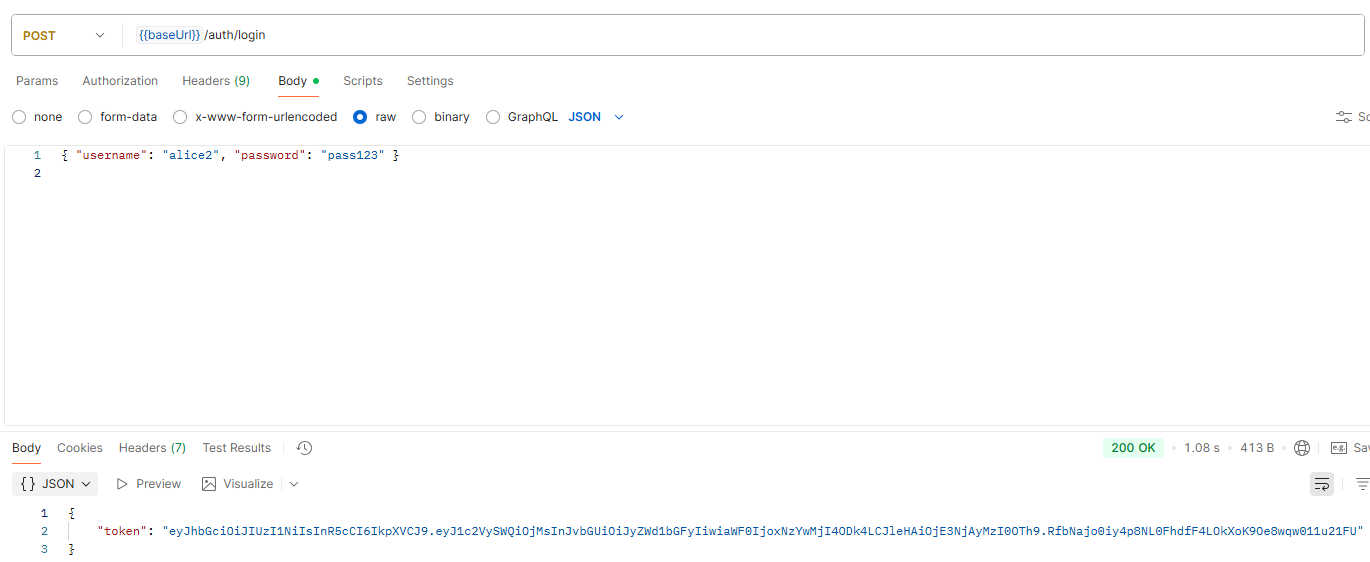 POST {{baseUrl}} /auth/login
Params Authorization Headers (9) Body Scripts Settings
none form-data x-www-form-urlencoded raw binary GraphQL JSON
1 { "username": "alice2", "password": "pass123" }
2
Body Cookies Headers (7) Test Results 200 OK 1.08 s 413 B e.g.
{} JSON Preview Visualize
1 {
2 "token": "eyJhbGciOiJIUzI1NiIsInR5cCI6IkpXVCJ9.eyJ1c2VySWQiOjMsInJvbGUiOiJyZWd1bGFyIiwiaWF0IjoxNzYwMjI4ODk4LCJleHAiOjE3NjAyMzI0OTh9.RfbNajo0iy4p8NL0FhdfF4LOkXoK9Oe8wqw011u21FU"
3 }